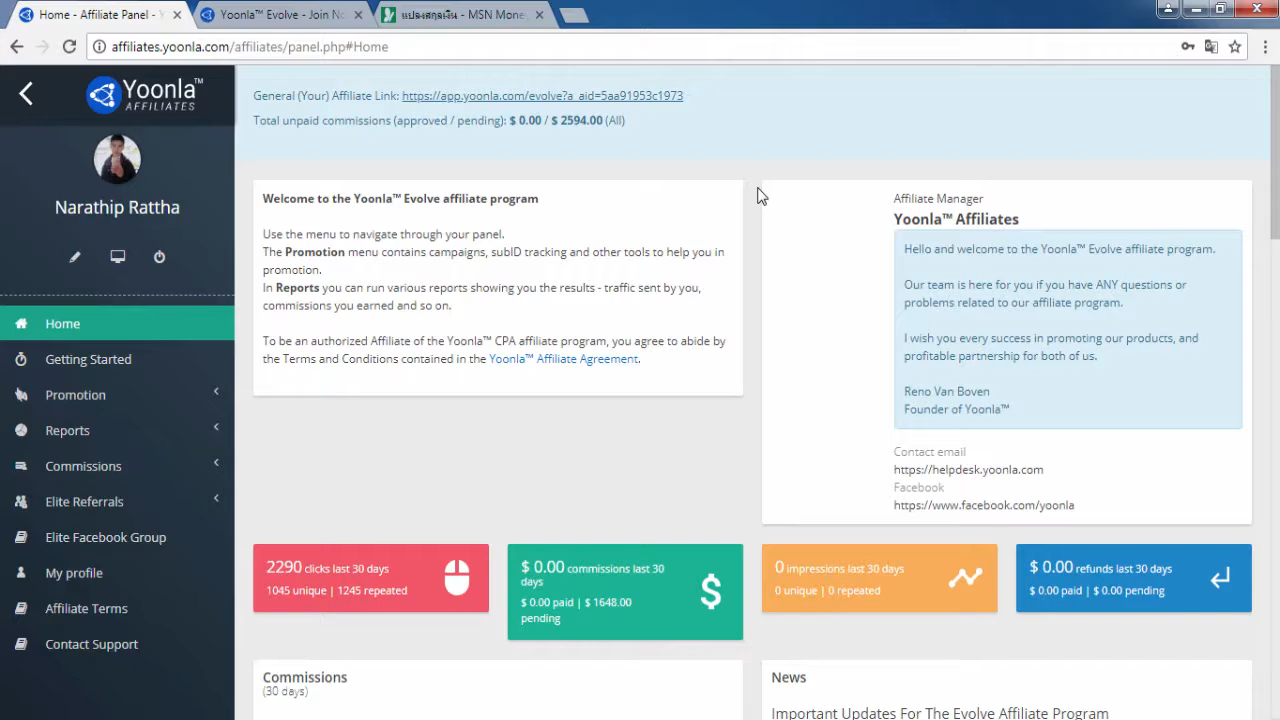 Home - Affiliate Panel - Y
Yoonla™ Evolve - Join No
แปลงสกุลเงิน - MSN Money
affiliates.yoonla.com/affiliates/panel.php#Home
Yoonla™
AFFILIATES
Narathip Rattha
Home
Getting Started
Promotion
Reports
Commissions
Elite Referrals
Elite Facebook Group
My profile
Affiliate Terms
Contact Support
General (Your) Affiliate Link: https://app.yoonla.com/evolve?a_aid=5aa91953c1973
Total unpaid commissions (approved / pending): $ 0.00 / $ 2594.00 (All)
Welcome to the Yoonla™ Evolve affiliate program
Use the menu to navigate through your panel.
The Promotion menu contains campaigns, subID tracking and other tools to help you in
promotion.
In Reports you can run various reports showing you the results - traffic sent by you,
commissions you earned and so on.
To be an authorized Affiliate of the Yoonla™ CPA affiliate program, you agree to abide by
the Terms and Conditions contained in the Yoonla™ Affiliate Agreement.
Affiliate Manager
Yoonla™ Affiliates
Hello and welcome to the Yoonla™ Evolve affiliate program.
Our team is here for you if you have ANY questions or
problems related to our affiliate program.
I wish you every success in promoting our products, and
profitable partnership for both of us.
Reno Van Boven
Founder of Yoonla™
Contact email
https://helpdesk.yoonla.com
Facebook
https://www.facebook.com/yoonla
2290 clicks last 30 days
1045 unique | 1245 repeated
$ 0.00 commissions last 30
days
$ 0.00 paid | $ 1648.00
pending
0 impressions last 30 days
0 unique | 0 repeated
$ 0.00 refunds last 30 days
$ 0.00 paid | $ 0.00 pending
Commissions
(30 days)
News
Important Updates For The Evolve Affiliate Program